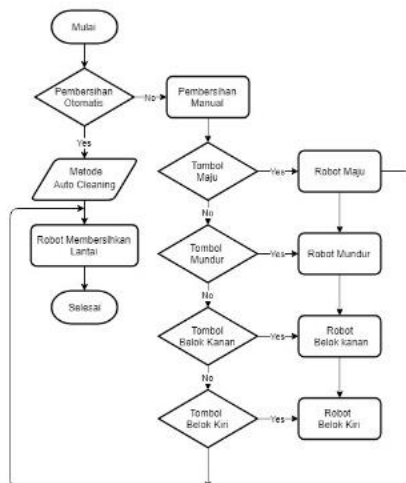 Mulai
Pembersihan
Otomatis
No
Pembersihan
Manual
Yes
Metode
Auto Cleaning
Tombol
Maju
Yes
Robot Maju
No
Robot Membersihkan
Lantai
Tombol
Mundur
Yes
Robot Mundur
No
Selesai
Tombol
Belok Kanan
Yes
Robot
Belok kanan
No
Tombol
Belok Kiri
Yes
Robot
Belok Kiri